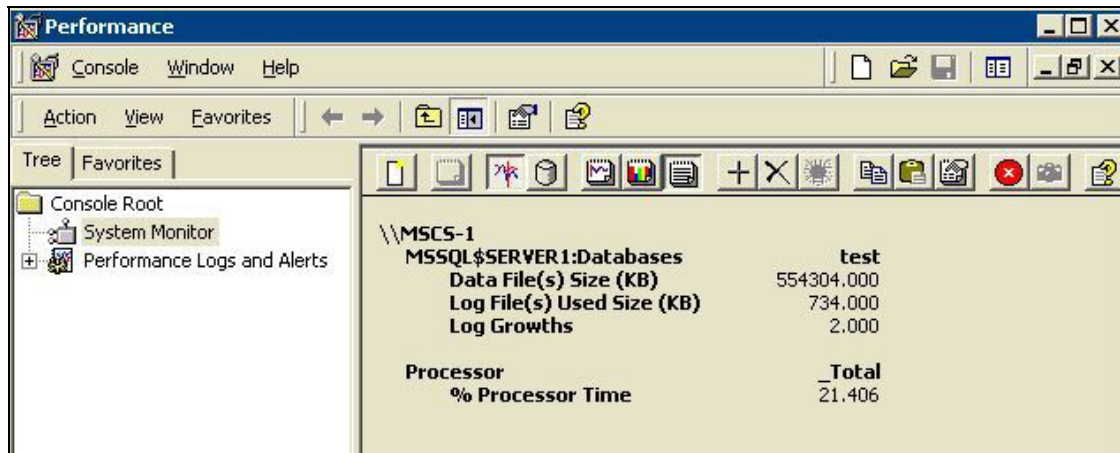 Performance
Console Window Help
Action View Favorites
Tree Favorites
Console Root
System Monitor
Performance Logs and Alerts
\\MSCS-1
MSSQL$SERVER1:Databases test
Data File(s) Size (KB) 554304.000
Log File(s) Used Size (KB) 734.000
Log Growths 2.000
Processor _Total
% Processor Time 21.406